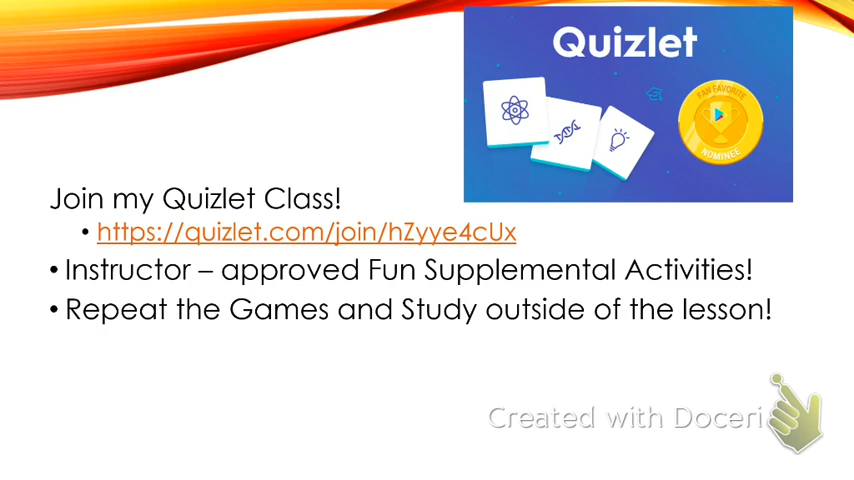 Quizlet
FAN FAVORITE
NOMINEE
Join my Quizlet Class!
• https://quizlet.com/join/hZyye4cUx
• Instructor – approved Fun Supplemental Activities!
• Repeat the Games and Study outside of the lesson!
Created with Doceri